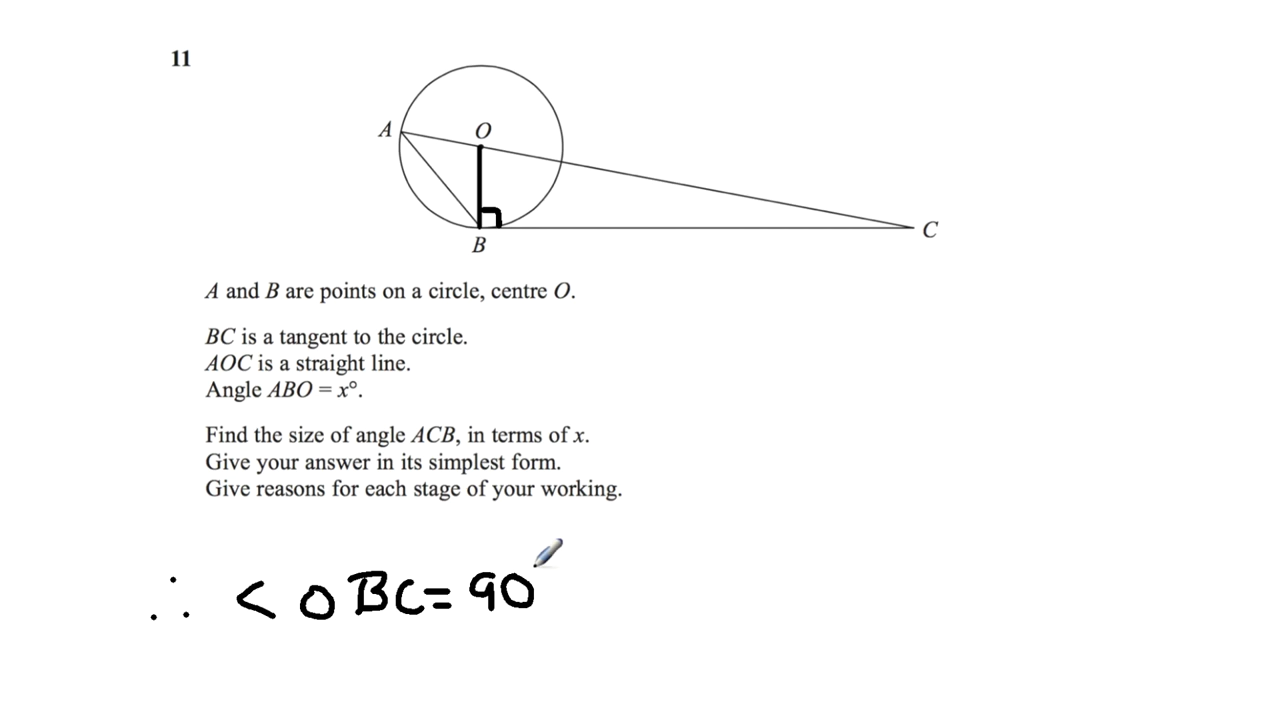 11
A
O
B
C
A and B are points on a circle, centre O.
BC is a tangent to the circle.
AOC is a straight line.
Angle ABO = x°.
Find the size of angle ACB, in terms of x.
Give your answer in its simplest form.
Give reasons for each stage of your working.
∴ < OBC = 90